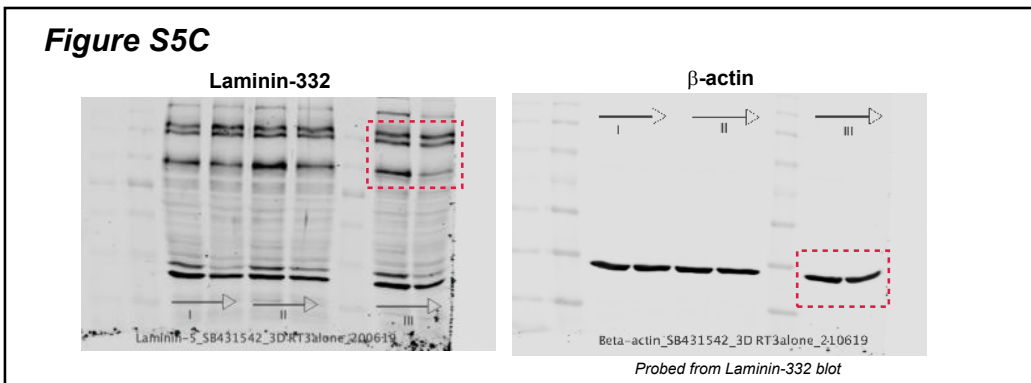 Figure S5C
Laminin-332
β-actin
I
II
III
I
II
III
Laminin-5_SB431542_3D RT3alone_200619
Beta-actin_SB431542_3D RT3alone_210619
Probed from Laminin-332 blot